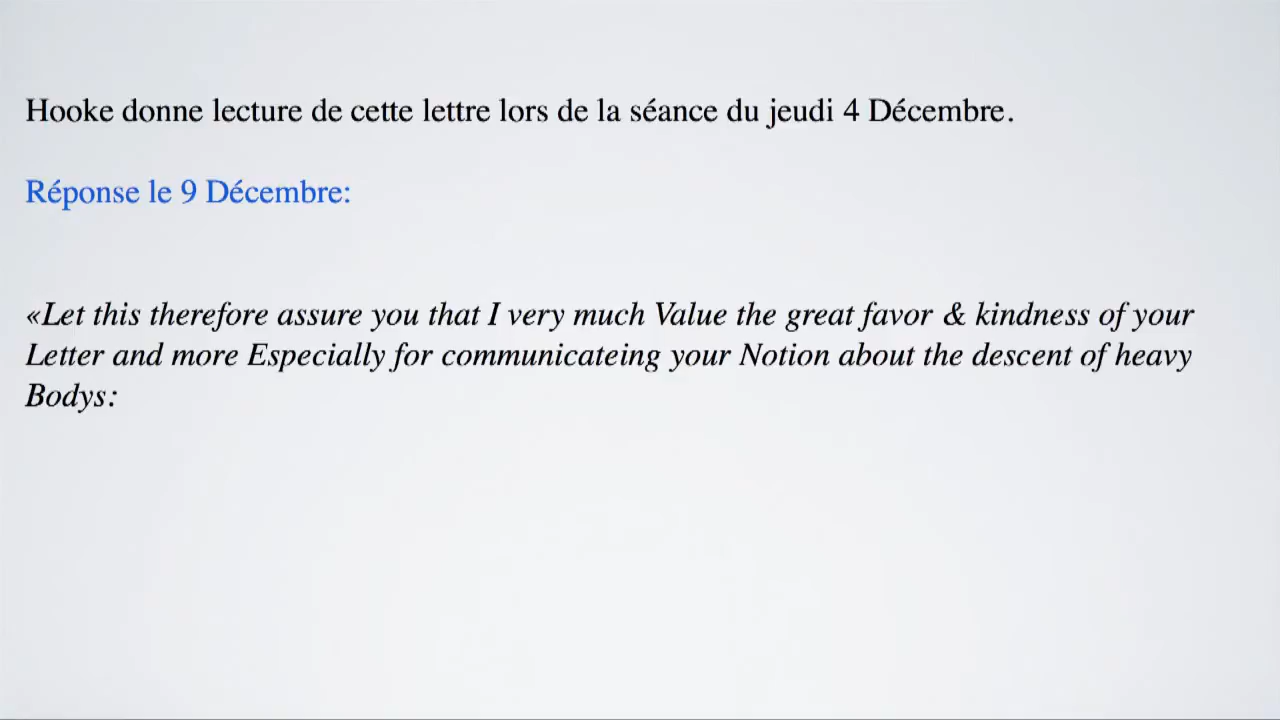 Hooke donne lecture de cette lettre lors de la séance du jeudi 4 Décembre.
Réponse le 9 Décembre:
«Let this therefore assure you that I very much Value the great favor & kindness of your
Letter and more Especially for communicateing your Notion about the descent of heavy
Bodys: